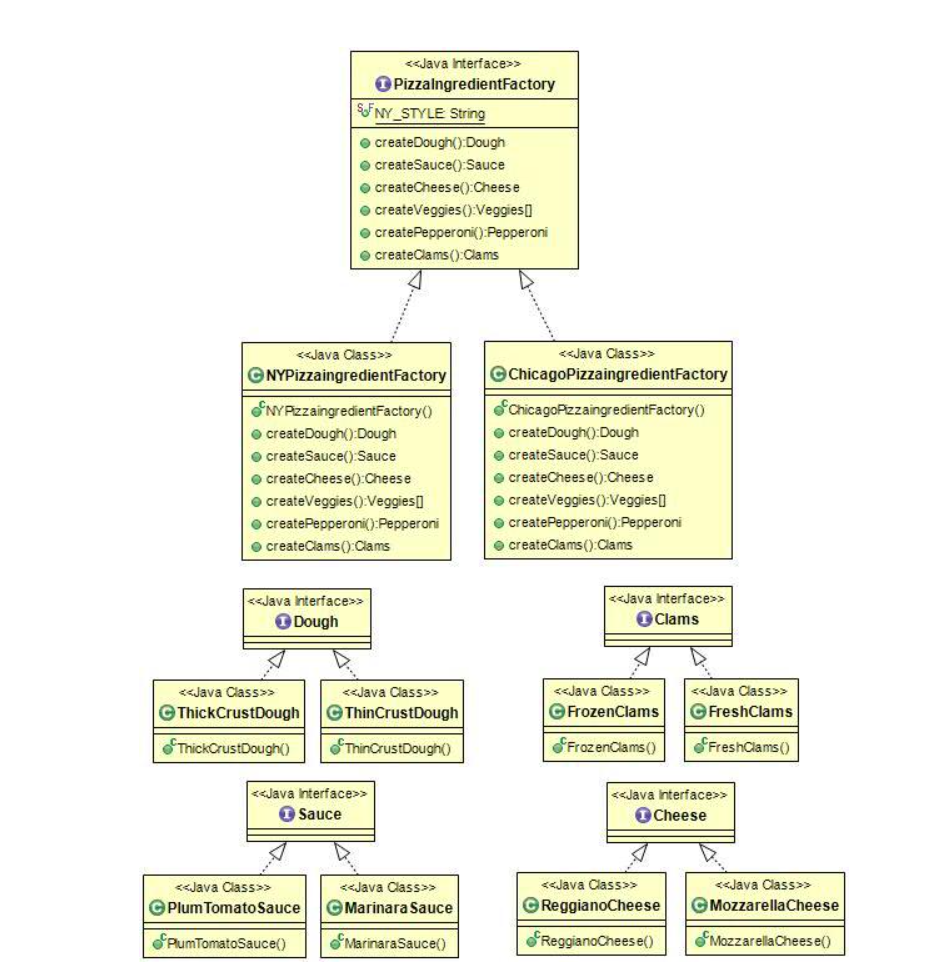 <<Java Interface>>
PizzaIngredientFactory
NY_STYLE: String
createDough():Dough
createSauce():Sauce
createCheese():Cheese
createVeggies():Veggies[]
createPepperoni():Pepperoni
createClams():Clams
<<Java Class>>
NYPizzaingredientFactory
NYPizzaingredientFactory()
createDough():Dough
createSauce():Sauce
createCheese():Cheese
createVeggies():Veggies[]
createPepperoni():Pepperoni
createClams():Clams
<<Java Class>>
ChicagoPizzaingredientFactory
ChicagoPizzaingredientFactory()
createDough():Dough
createSauce():Sauce
createCheese():Cheese
createVeggies():Veggies[]
createPepperoni():Pepperoni
createClams():Clams
<<Java Interface>>
Dough
<<Java Class>>
ThickCrustDough
ThickCrustDough()
<<Java Class>>
ThinCrustDough
ThinCrustDough()
<<Java Interface>>
Clams
<<Java Class>>
FrozenClams
FrozenClams()
<<Java Class>>
FreshClams
FreshClams()
<<Java Interface>>
Sauce
<<Java Class>>
PlumTomatoSauce
PlumTomatoSauce()
<<Java Class>>
MarinaraSauce
MarinaraSauce()
<<Java Interface>>
Cheese
<<Java Class>>
ReggianoCheese
ReggianoCheese()
<<Java Class>>
MozzarellaCheese
MozzarellaCheese()